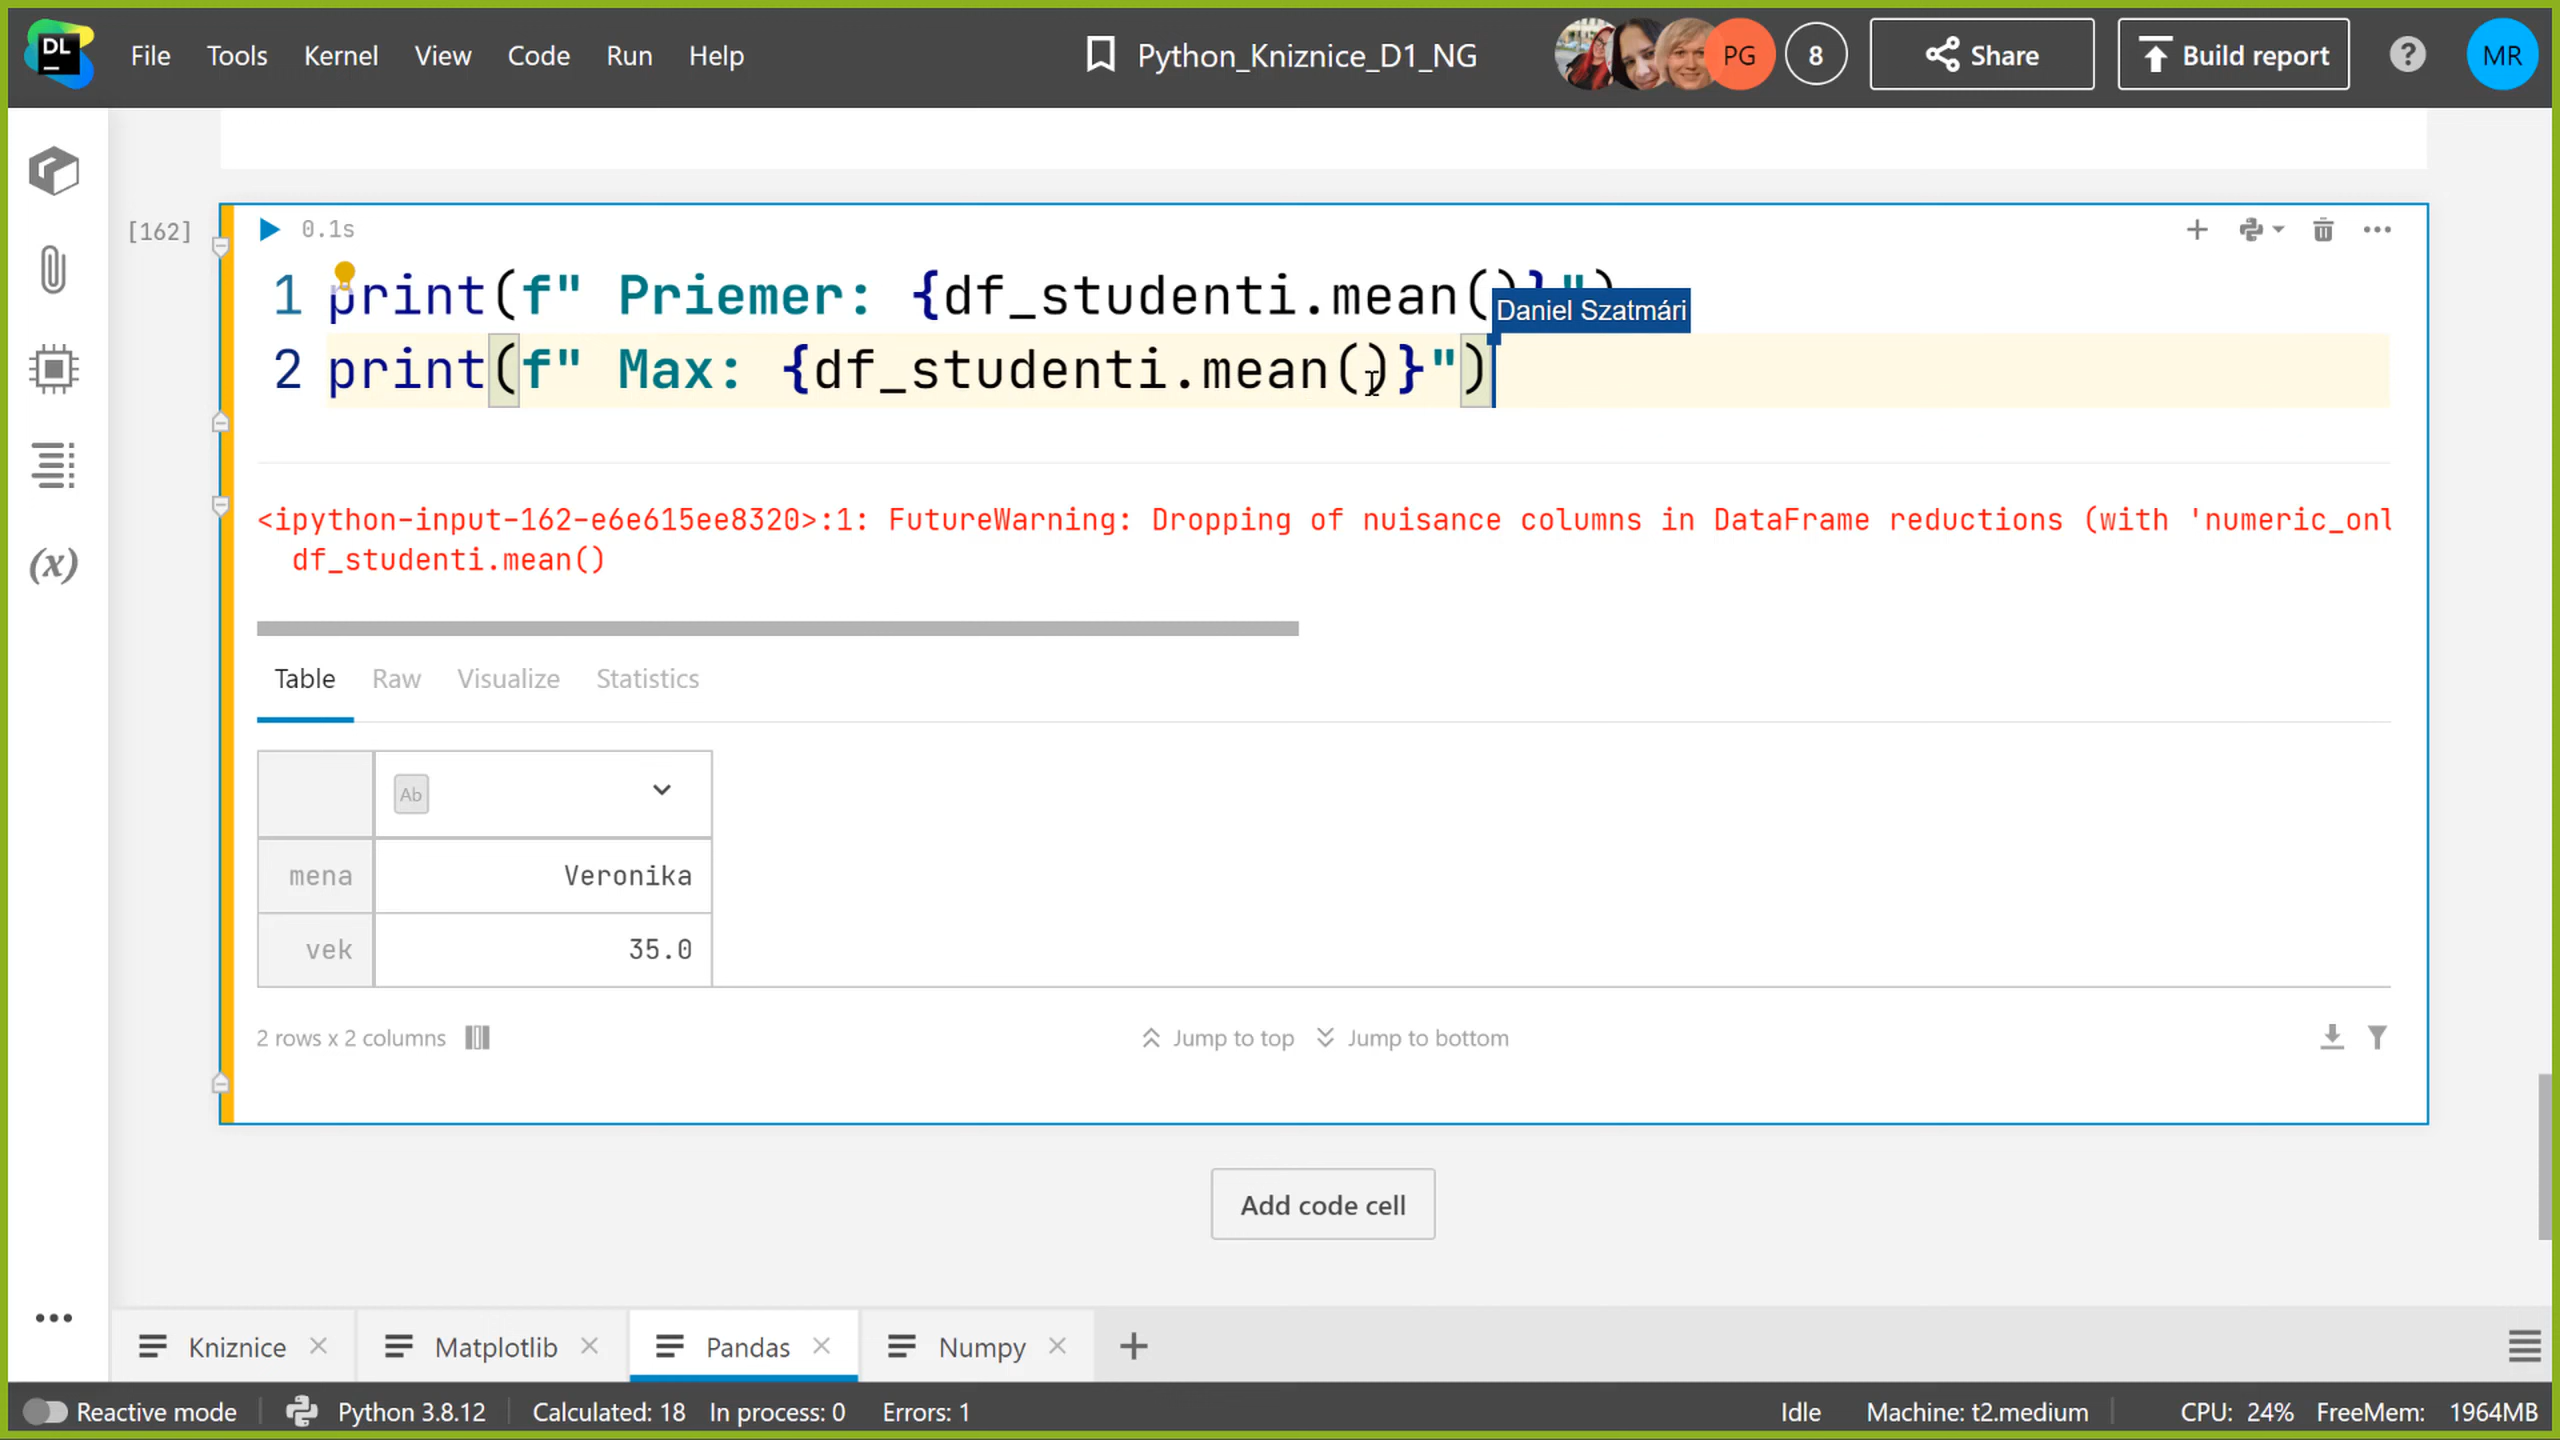 DL
File Tools Kernel View Code Run Help
Python_Kniznice_D1_NG
PG 8 Share Build report ? MR
[162] 0.1s
1 print(f" Priemer: {df_studenti.mean()}")
Daniel Szatmári
2 print(f" Max: {df_studenti.mean()}")
<ipython-input-162-e6e615ee8320>:1: FutureWarning: Dropping of nuisance columns in DataFrame reductions (with 'numeric_onl
df_studenti.mean()
(x)
Table Raw Visualize Statistics
Ab
mena Veronika
vek 35.0
2 rows x 2 columns Jump to top Jump to bottom
Add code cell
Kniznice Matplotlib Pandas Numpy
Reactive mode Python 3.8.12 Calculated: 18 In process: 0 Errors: 1 Idle Machine: t2.medium CPU: 24% FreeMem: 1964MB